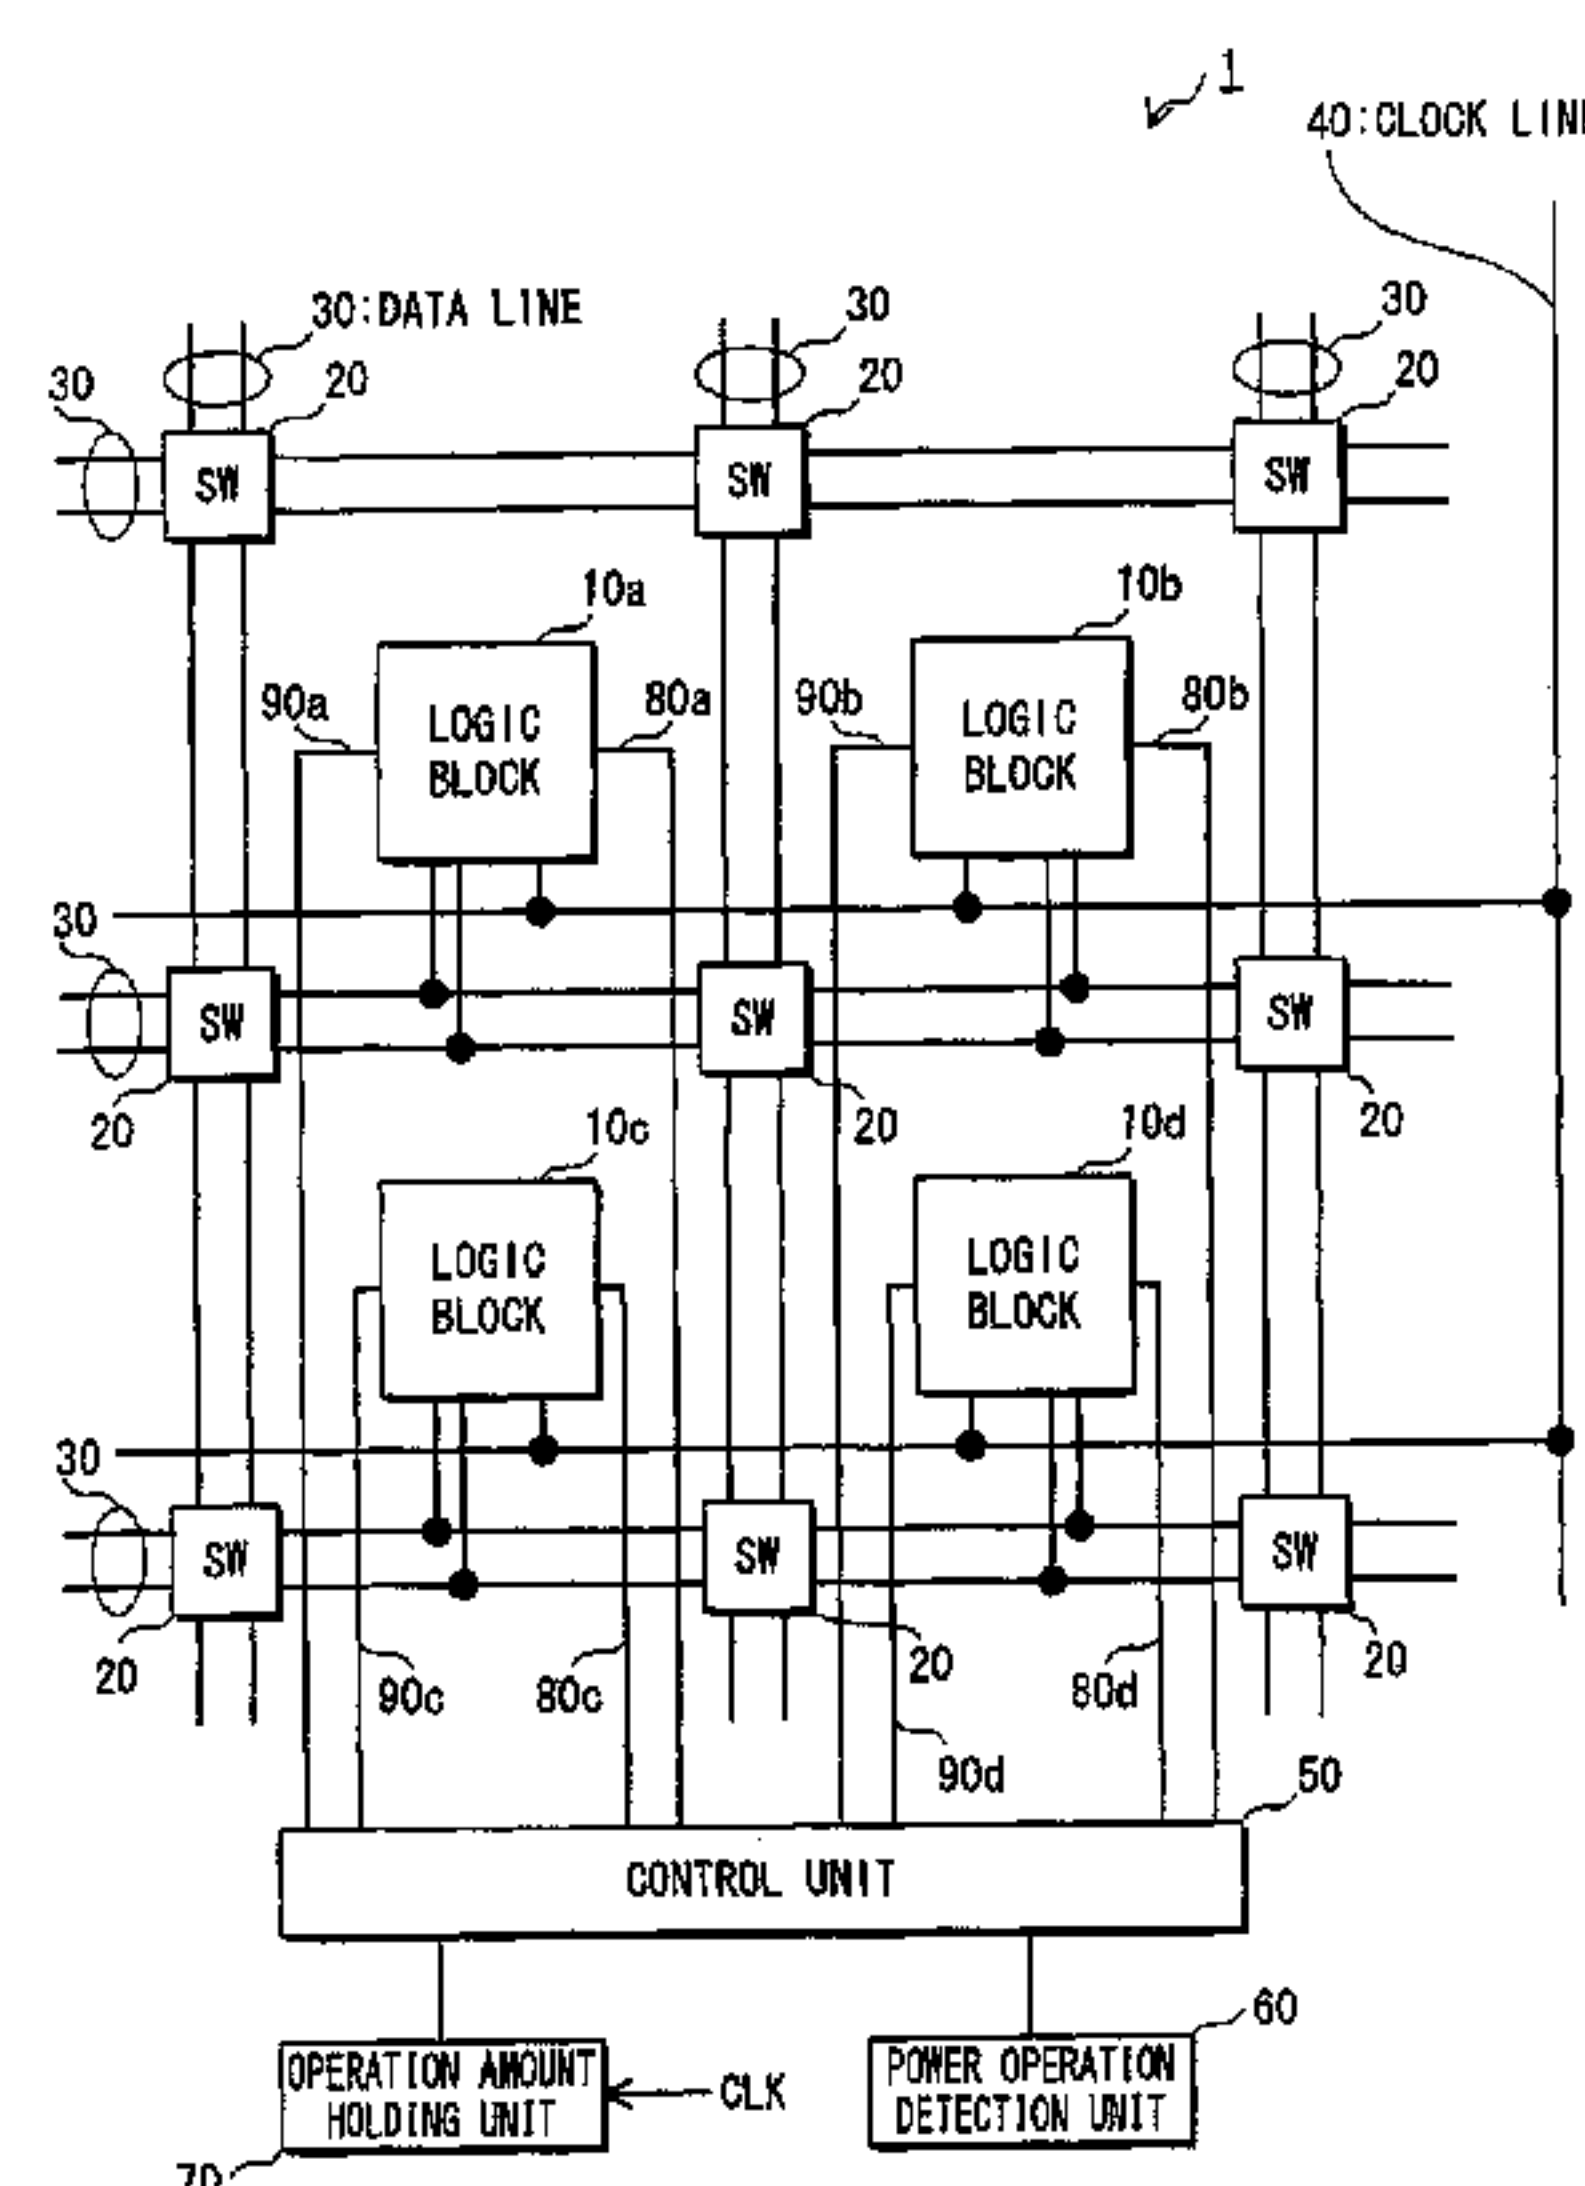 1
40:CLOCK LIN
30:DATA LINE
30
30
30
20
20
20
SW
SW
SW
10a
10b
90a
80a
90b
80b
LOGIC
BLOCK
LOGIC
BLOCK
30
SW
SW
SW
20
20
20
10c
10d
LOGIC
BLOCK
LOGIC
BLOCK
30
SW
SW
SW
20
20
20
90c
80c
80d
90d
50
CONTROL UNIT
60
OPERATION AMOUNT
HOLDING UNIT
CLK
POWER OPERATION
DETECTION UNIT
70